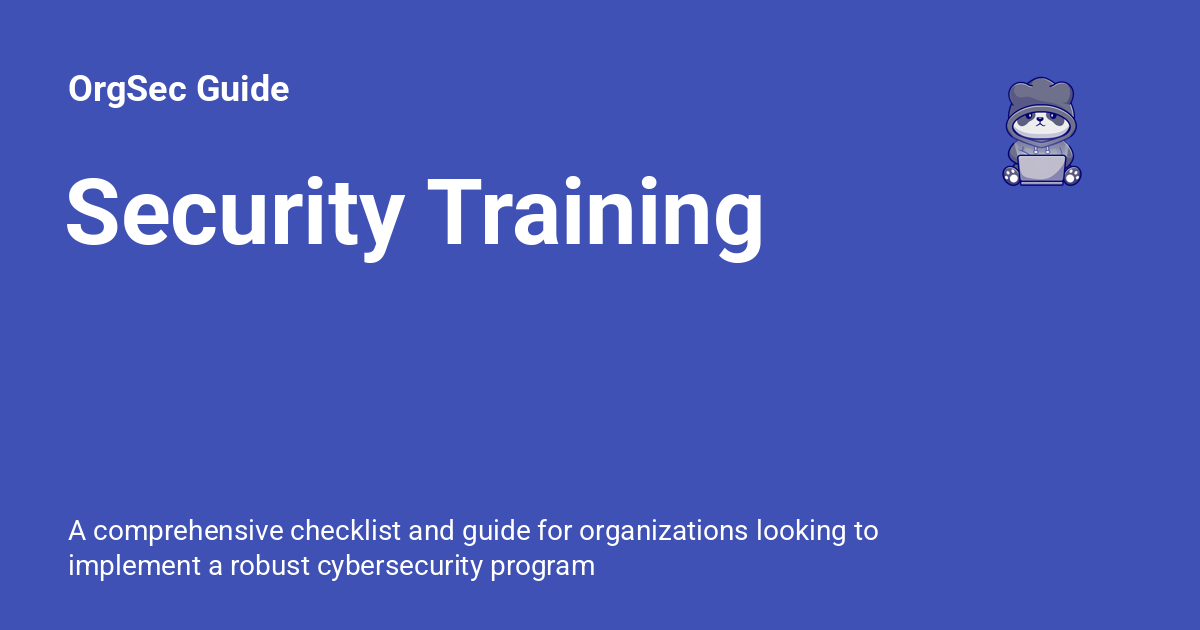 OrgSec Guide
Security Training
A comprehensive checklist and guide for organizations looking to
implement a robust cybersecurity program